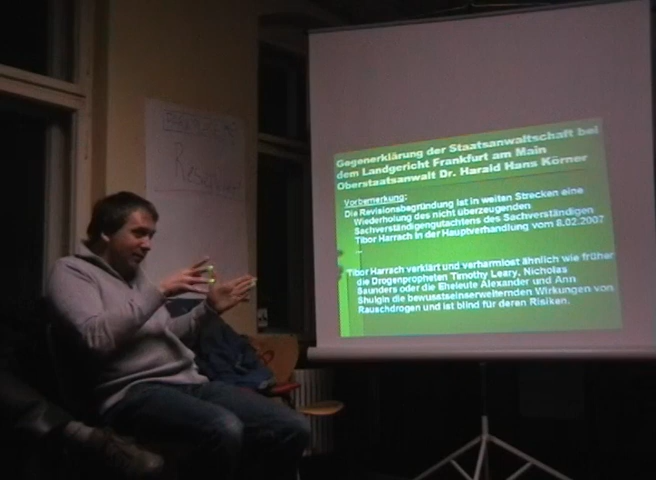 Gegenerklärung der Staatsanwaltschaft bei
dem Landgericht Frankfurt am Main
Oberstaatsanwalt Dr. Harald Hans Körner
Vorbemerkung:
Die Revisionsbegründung ist in weiten Strecken eine
Wiederholung des nicht überzeugenden
Sachverständigengutachtens des Sachverständigen
Tibor Harrach in der Hauptverhandlung vom 8.02.2007
...
Tibor Harrach verklärt und verharmlost ähnlich wie früher
die Drogenpropheten Timothy Leary, Nicholas
Saunders oder die Eheleute Alexander und Ann
Shulgin die bewusstseinserweiternden Wirkungen von
Rauschdrogen und ist blind für deren Risiken.